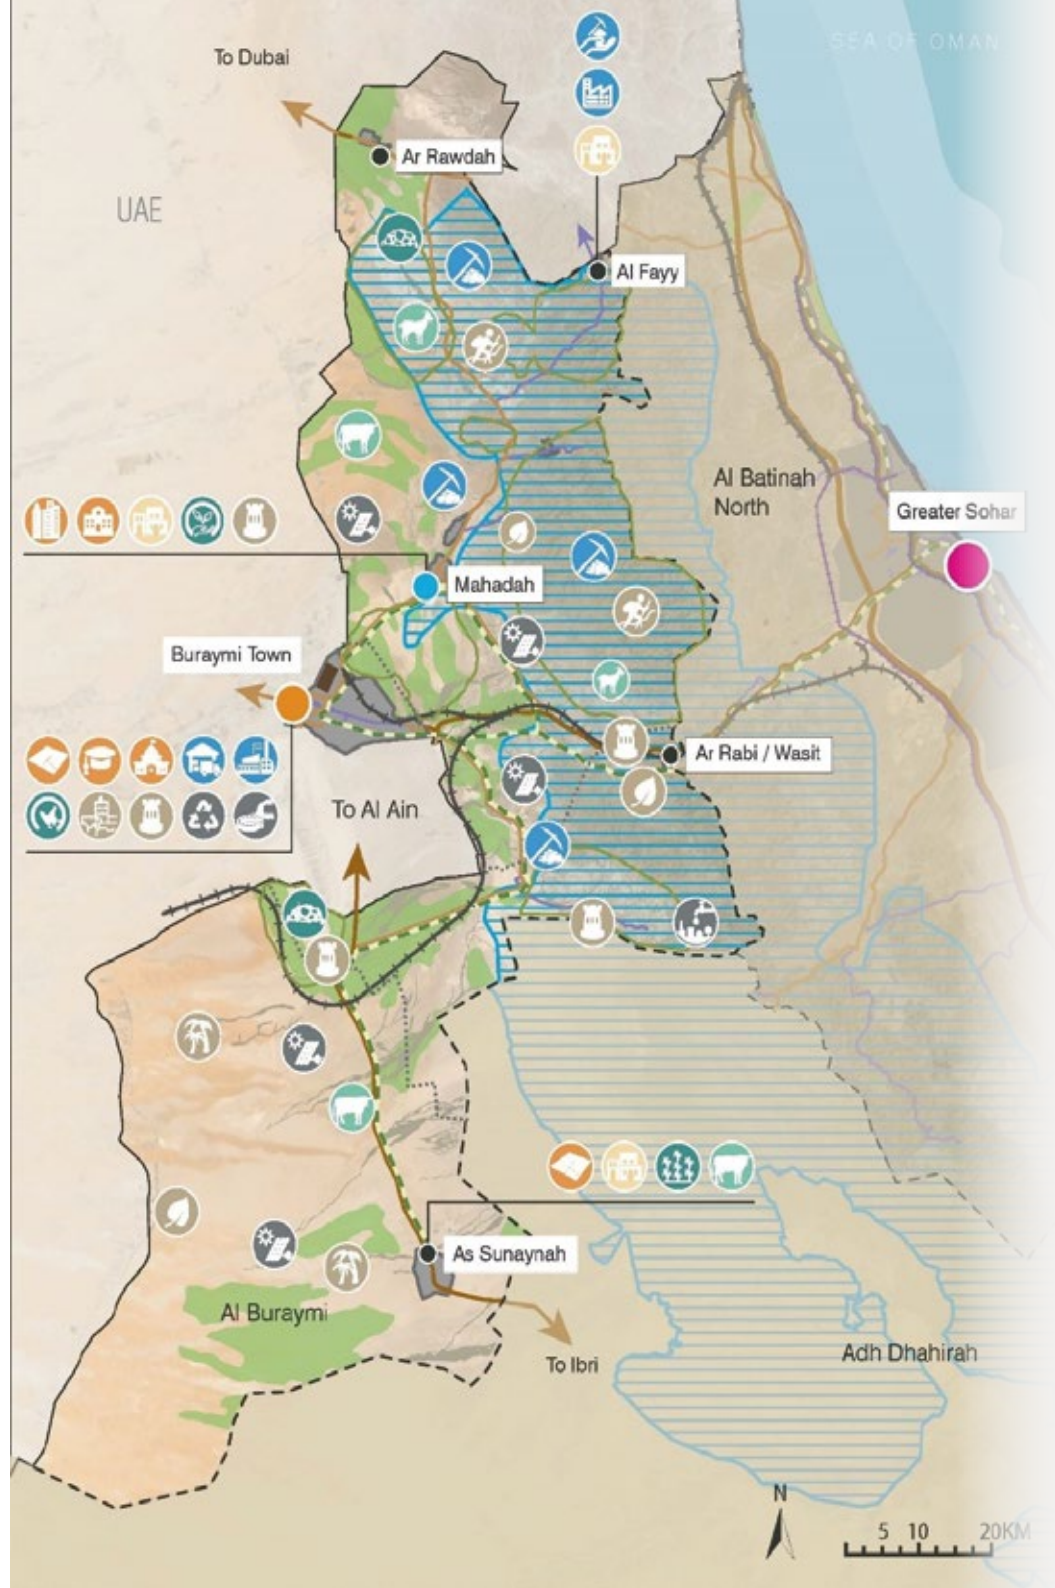 SEA OF OMAN
To Dubai
Ar Rawdah
UAE
Al Fayy
Al Batinah
North
Greater Sohar
Mahadah
Buraymi Town
Ar Rabi / Wasit
To Al Ain
As Sunaynah
Al Buraymi
To Ibri
Adh Dhahirah
N
5 10 20KM